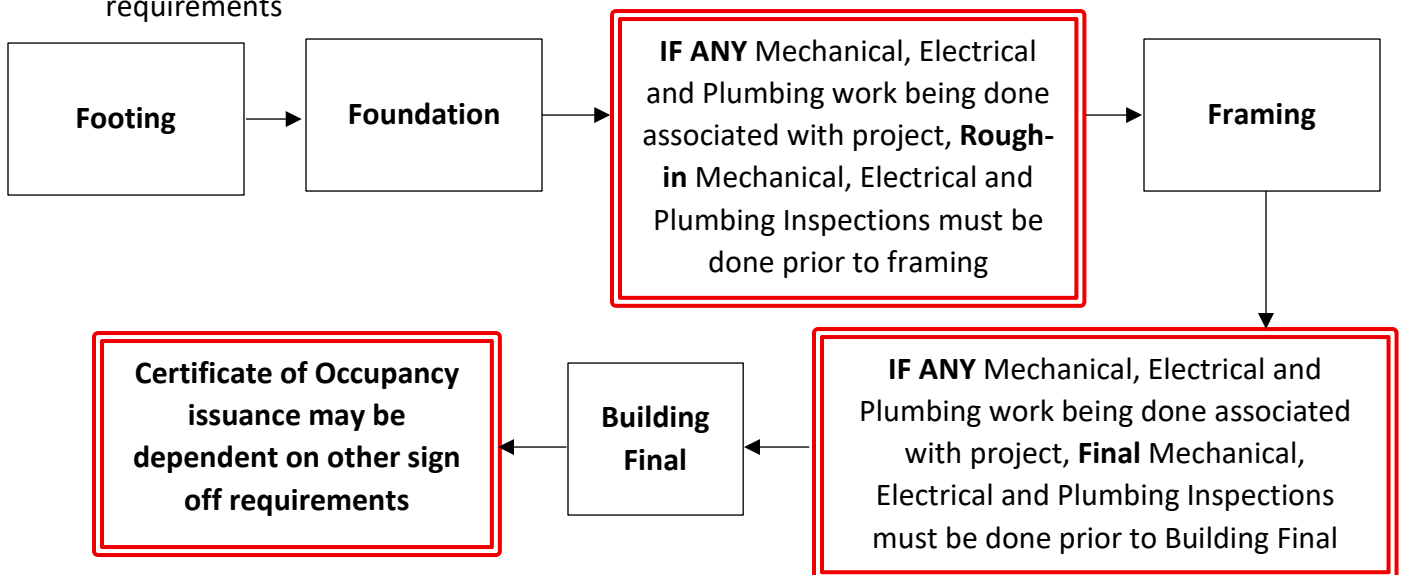 requirements
Footing
Foundation
IF ANY Mechanical, Electrical
and Plumbing work being done
associated with project, Rough-
in Mechanical, Electrical and
Plumbing Inspections must be
done prior to framing
Framing
IF ANY Mechanical, Electrical and
Plumbing work being done associated
with project, Final Mechanical,
Electrical and Plumbing Inspections
must be done prior to Building Final
Building
Final
Certificate of Occupancy
issuance may be
dependent on other sign
off requirements